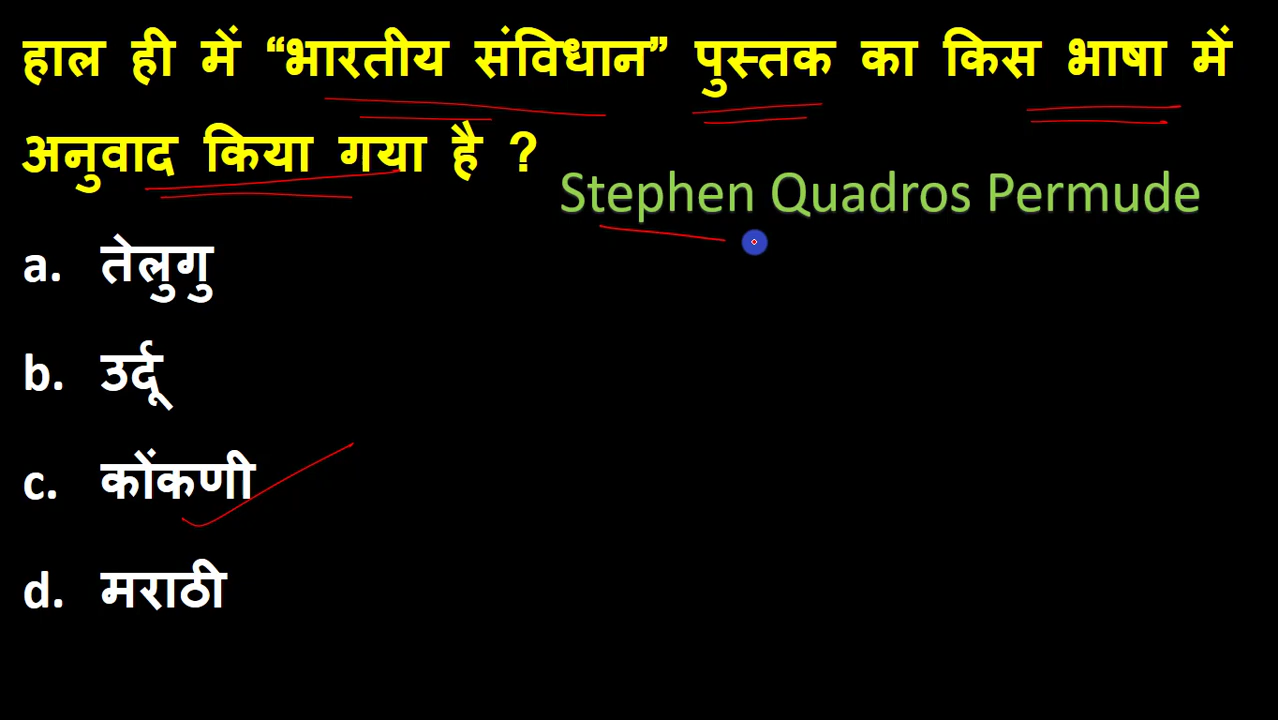 हाल ही में “भारतीय संविधान” पुस्तक का किस भाषा में
अनुवाद किया गया है ?
Stephen Quadros Permude
a. तेलुगु
b. उर्दू
c. कोंकणी
d. मराठी